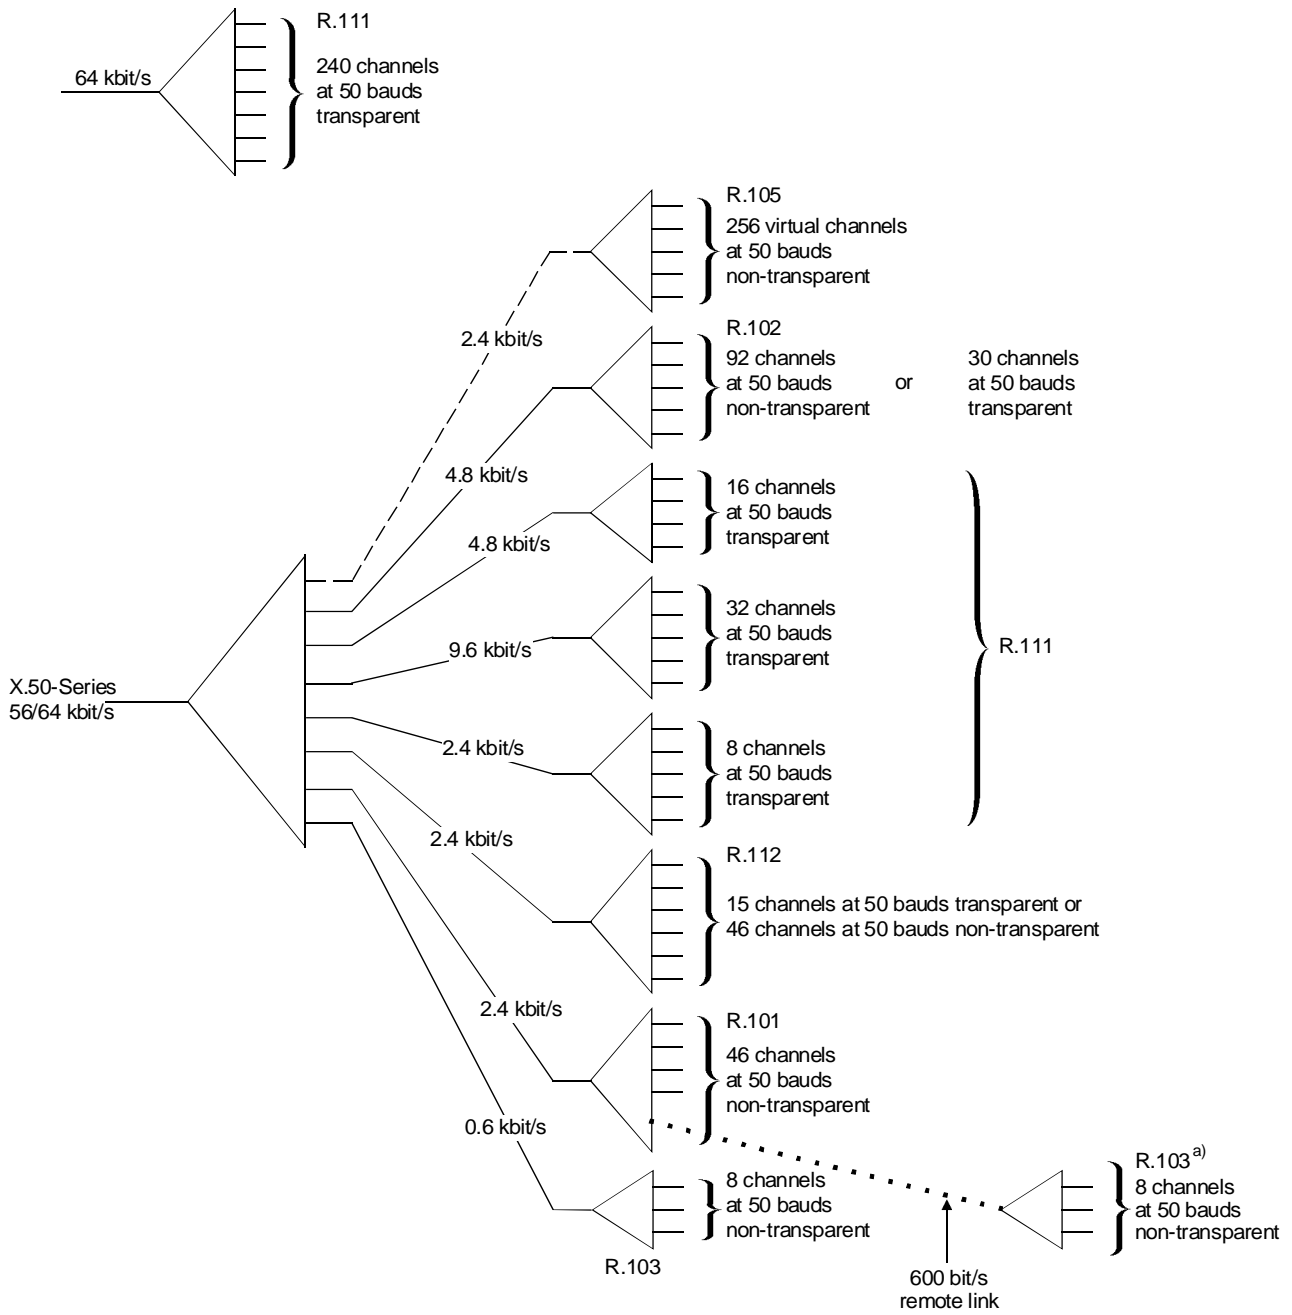 R.111
64 kbit/s
240 channels
at 50 bauds
transparent
R.105
256 virtual channels
at 50 bauds
non-transparent
2.4 kbit/s
R.102
92 channels
at 50 bauds
non-transparent
or
30 channels
at 50 bauds
transparent
4.8 kbit/s
16 channels
at 50 bauds
transparent
4.8 kbit/s
32 channels
at 50 bauds
transparent
9.6 kbit/s
R.111
X.50-Series
56/64 kbit/s
2.4 kbit/s
8 channels
at 50 bauds
transparent
2.4 kbit/s
R.112
15 channels at 50 bauds transparent or
46 channels at 50 bauds non-transparent
2.4 kbit/s
R.101
46 channels
at 50 bauds
non-transparent
0.6 kbit/s
8 channels
at 50 bauds
non-transparent
R.103
R.103 a)
8 channels
at 50 bauds
non-transparent
600 bit/s
remote link